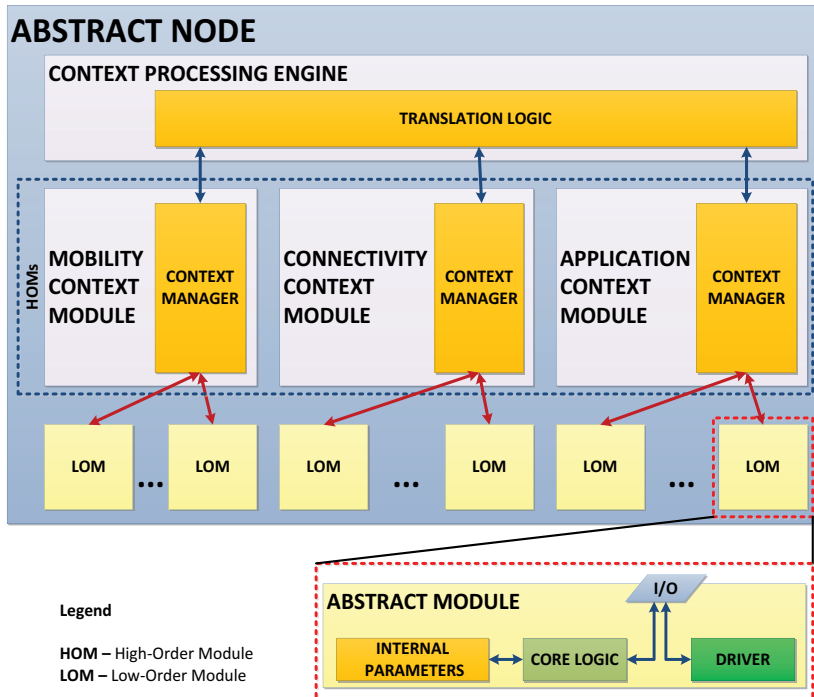 ABSTRACT NODE
CONTEXT PROCESSING ENGINE
TRANSLATION LOGIC
HOMs
MOBILITY
CONTEXT
MODULE
CONTEXT
MANAGER
CONNECTIVITY
CONTEXT
MODULE
CONTEXT
MANAGER
APPLICATION
CONTEXT
MODULE
CONTEXT
MANAGER
LOM
...
LOM
LOM
...
LOM
LOM
...
LOM
I/O
ABSTRACT MODULE
INTERNAL
PARAMETERS
CORE LOGIC
DRIVER
Legend
HOM – High-Order Module
LOM – Low-Order Module